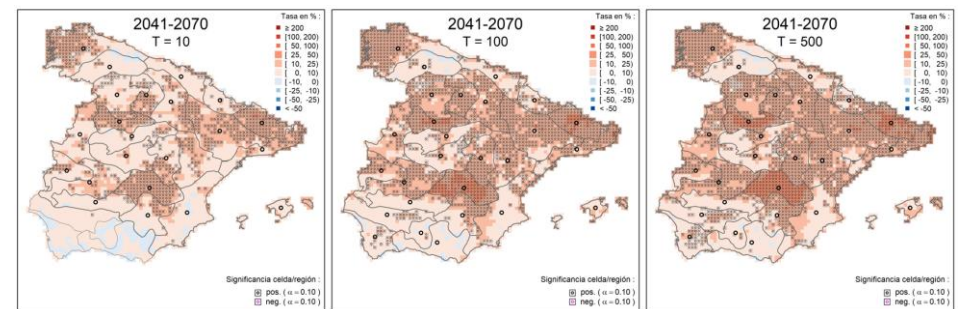 2041-2070
T = 10
Tasa en % :
≥ 200
[100, 200)
[ 50, 100)
[ 25, 50)
[ 10, 25)
[ 0, 10)
[ -10, 0)
[ -25, -10)
[ -50, -25)
< -50
Significancia celda/región :
pos. ( α = 0.10 )
neg. ( α = 0.10 )
2041-2070
T = 100
Tasa en % :
≥ 200
[100, 200)
[ 50, 100)
[ 25, 50)
[ 10, 25)
[ 0, 10)
[ -10, 0)
[ -25, -10)
[ -50, -25)
< -50
Significancia celda/región :
pos. ( α = 0.10 )
neg. ( α = 0.10 )
2041-2070
T = 500
Tasa en % :
≥ 200
[100, 200)
[ 50, 100)
[ 25, 50)
[ 10, 25)
[ 0, 10)
[ -10, 0)
[ -25, -10)
[ -50, -25)
< -50
Significancia celda/región :
pos. ( α = 0.10 )
neg. ( α = 0.10 )